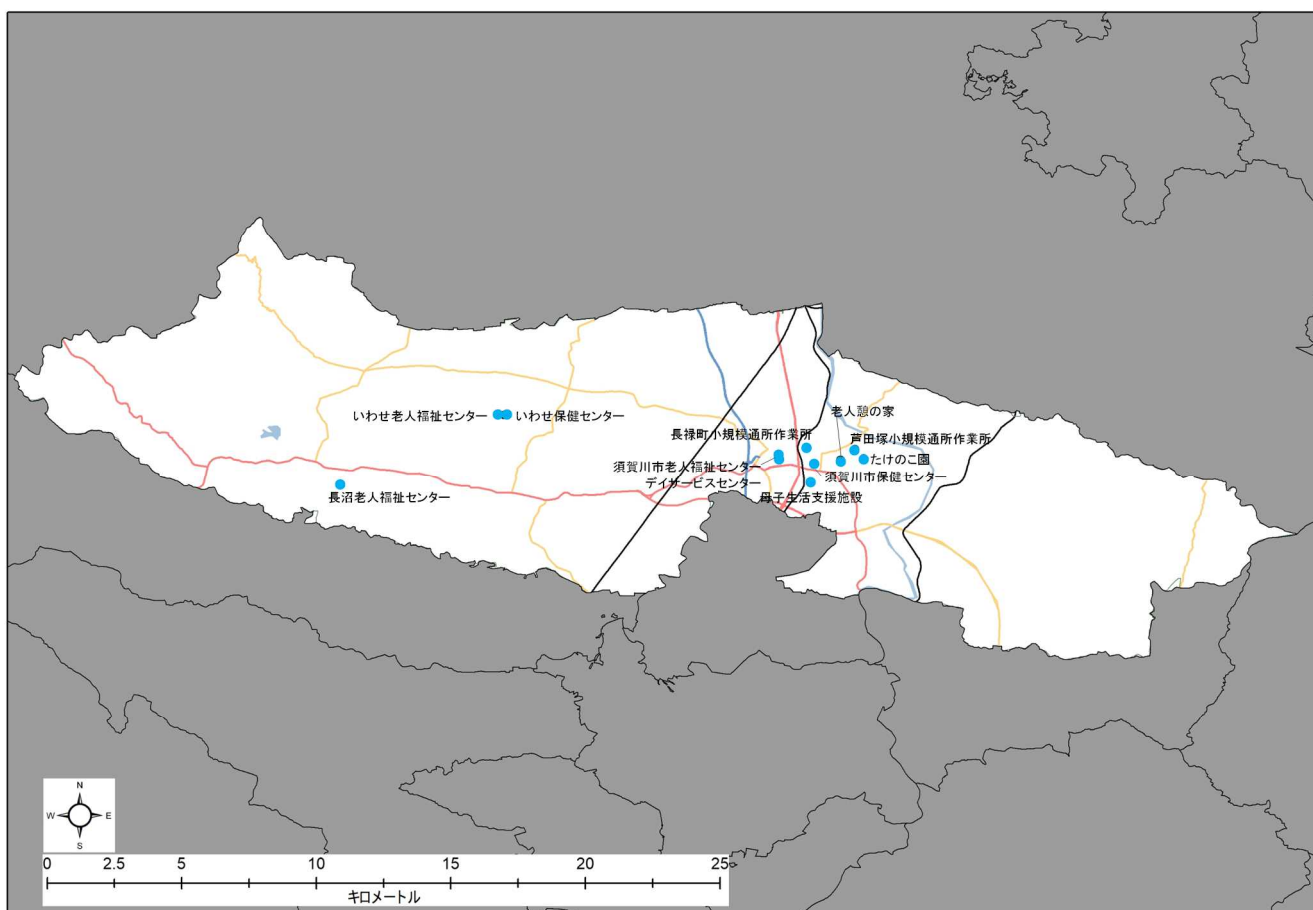 老人憩の家
いわせ老人福祉センター
いわせ保健センター
長禄町小規模通所作業所
芦田塚小規模通所作業所
須賀川市老人福祉センター
たけのこ園
須賀川市保健センター
デイサービスセンター
長沼老人福祉センター
母子生活支援施設
N
W
E
S
0 2.5 5 10 15 20 25
キロメートル